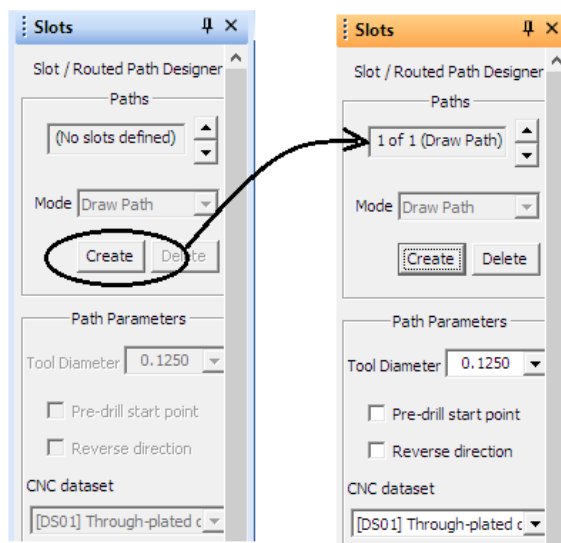 Slots
Slot / Routed Path Designer
Paths
(No slots defined)
Mode Draw Path
Create Delete
Path Parameters
Tool Diameter 0.1250
Pre-drill start point
Reverse direction
CNC dataset
[DS01] Through-plated c
Slots
Slot / Routed Path Designer
Paths
1 of 1 (Draw Path)
Mode Draw Path
Create Delete
Path Parameters
Tool Diameter 0.1250
Pre-drill start point
Reverse direction
CNC dataset
[DS01] Through-plated c